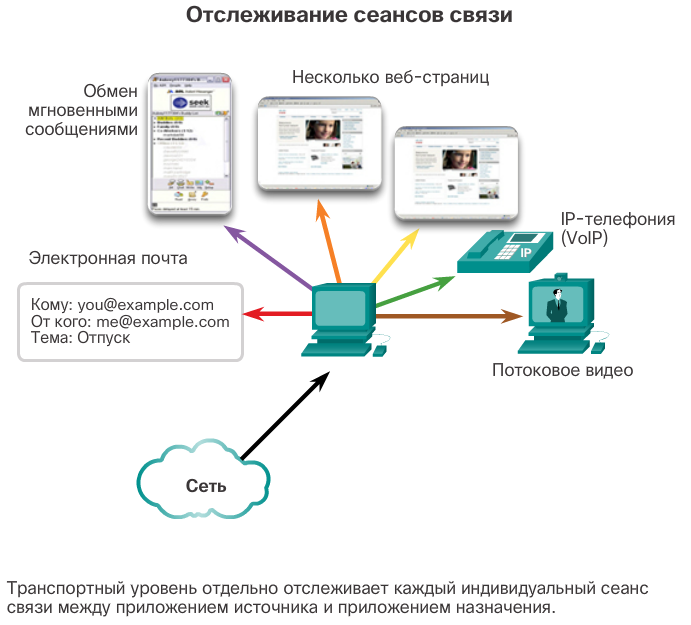 Отслеживание сеансов связи
Обмен
мгновенными
сообщениями
seek
Несколько веб-страниц
IP-телефония
(VoIP)
IP
Электронная почта
Кому: you@example.com
От кого: me@example.com
Тема: Отпуск
Потоковое видео
Сеть
Транспортный уровень отдельно отслеживает каждый индивидуальный сеанс
связи между приложением источника и приложением назначения.